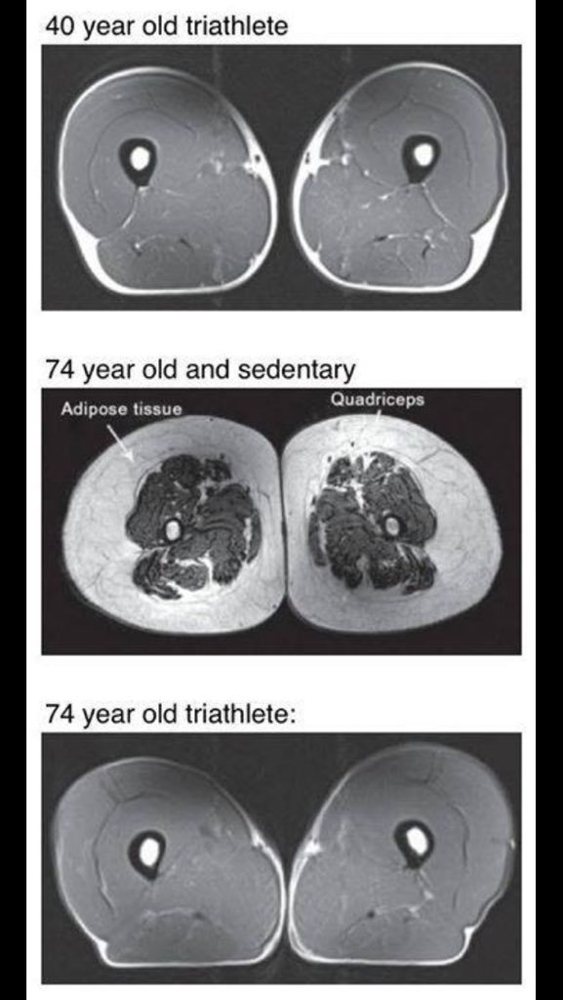 40 year old triathlete
74 year old and sedentary
Adipose tissue
Quadriceps
74 year old triathlete: